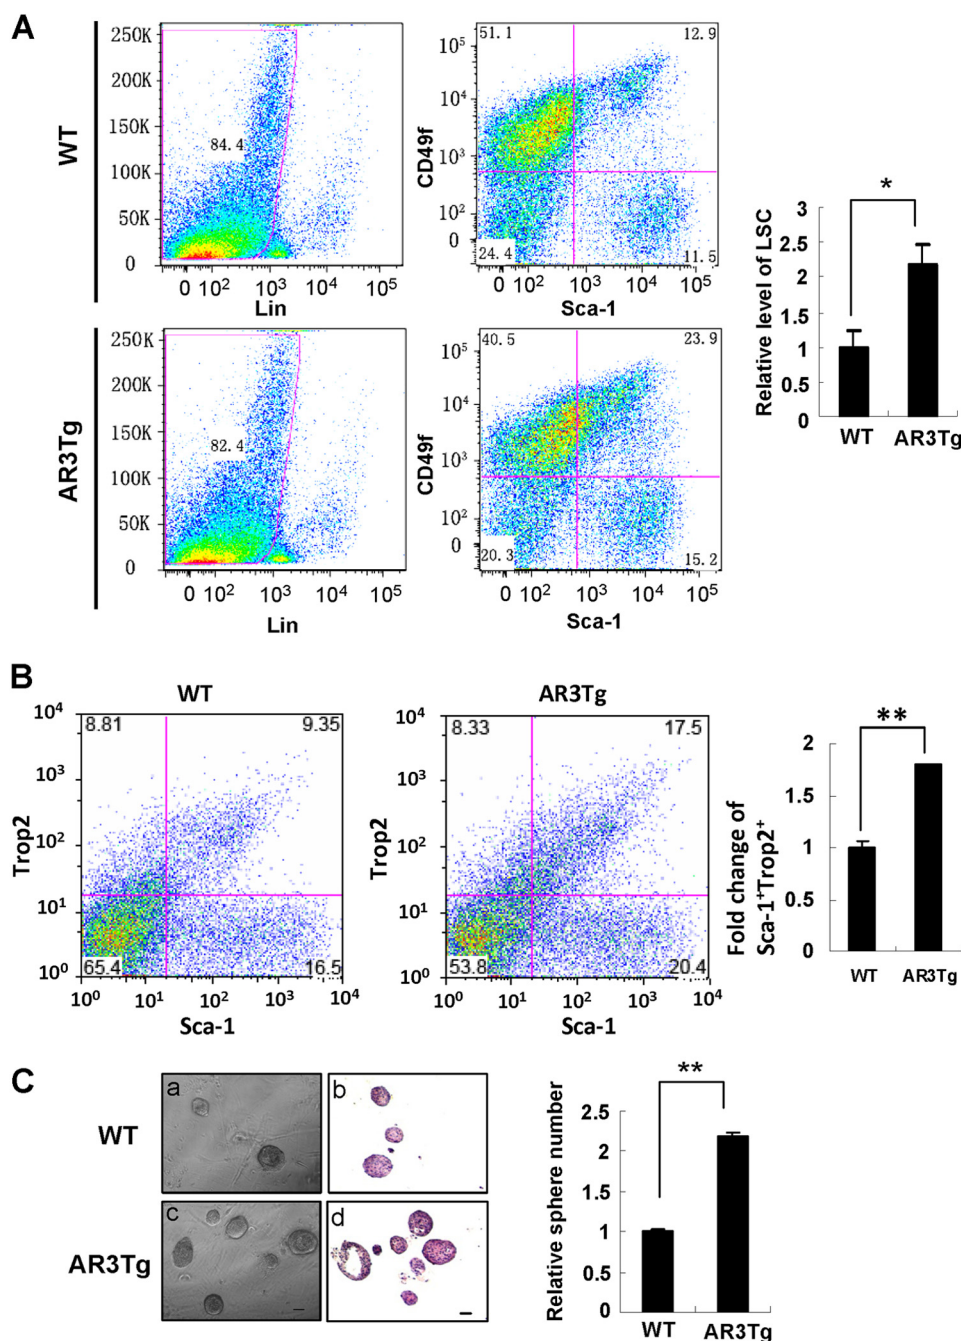 A
WT
250K
200K
150K
100K
50K
0
84.4
0 10² 10³ 10⁴ 10⁵
Lin
CD49f
10⁵
10⁴
10³
10²
0
51.1 12.9
24.4 11.5
0 10² 10³ 10⁴ 10⁵
Sca-1
AR3Tg
250K
200K
150K
100K
50K
0
82.4
0 10² 10³ 10⁴ 10⁵
Lin
CD49f
10⁵
10⁴
10³
10²
0
40.5 23.9
20.3 15.2
0 10² 10³ 10⁴ 10⁵
Sca-1
Relative level of LSC
3
2.5
2
1.5
1
0.5
0
*
WT AR3Tg
B
WT
Trop2
10⁴
10³
10²
10¹
10⁰
8.81 9.35
65.4 16.5
10⁰ 10¹ 10² 10³ 10⁴
Sca-1
AR3Tg
Trop2
10⁴
10³
10²
10¹
10⁰
8.33 17.5
53.8 20.4
10⁰ 10¹ 10² 10³ 10⁴
Sca-1
Fold change of
Sca-1⁺Trop2⁺
2
1.5
1
0.5
0
**
WT AR3Tg
C
WT
a
b
AR3Tg
c
d
Relative sphere number
2.5
2
1.5
1
0.5
0
**
WT AR3Tg